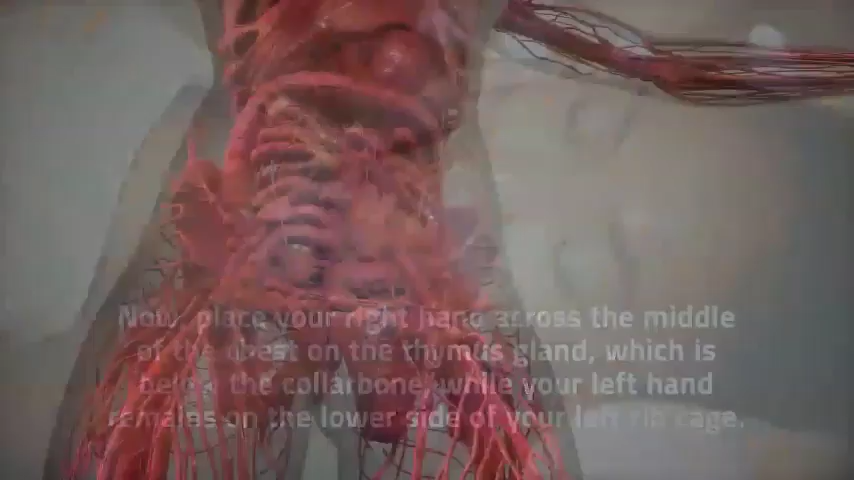 Now, place your right hand across the middle
of the chest on the thymus gland, which is
below the collarbone, while your left hand
remains on the lower side of your left rib cage.